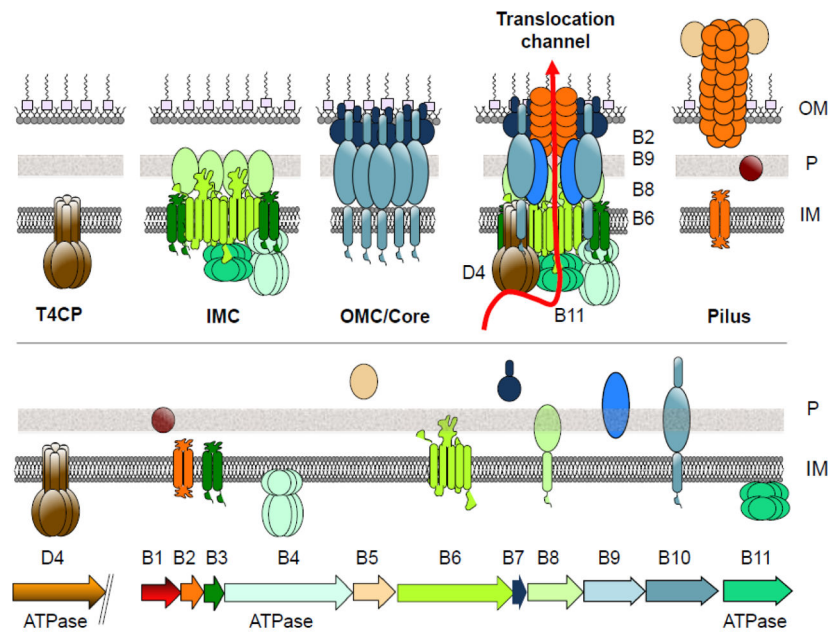 Translocation
channel
OM
B2
B9
P
B8
B6
IM
D4
B11
T4CP
IMC
OMC/Core
Pilus
P
IM
D4
B1
B2
B3
B4
B5
B6
B7
B8
B9
B10
B11
ATPase
ATPase
ATPase